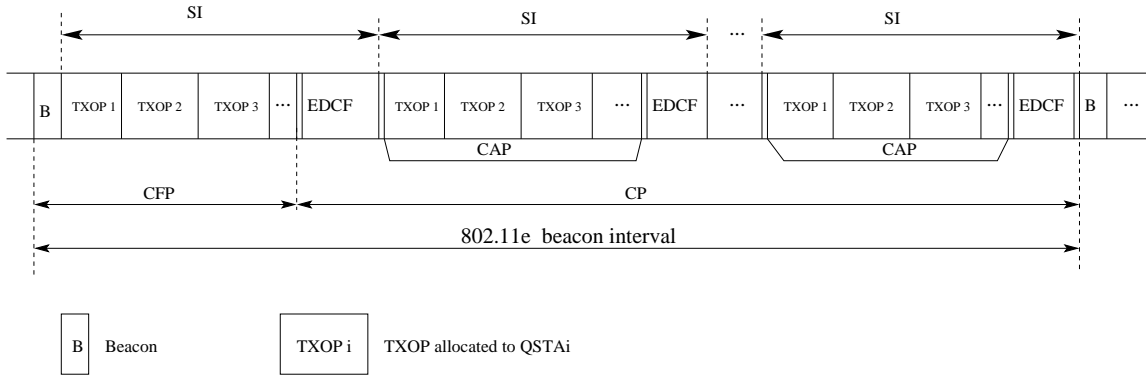 SI SI ... SI
B TXOP 1 TXOP 2 TXOP 3 ... EDCF TXOP 1 TXOP 2 TXOP 3 ... EDCF ... TXOP 1 TXOP 2 TXOP 3 ... EDCF B ...
CAP CAP
CFP CP
802.11e beacon interval
B Beacon TXOP i TXOP allocated to QSTAi